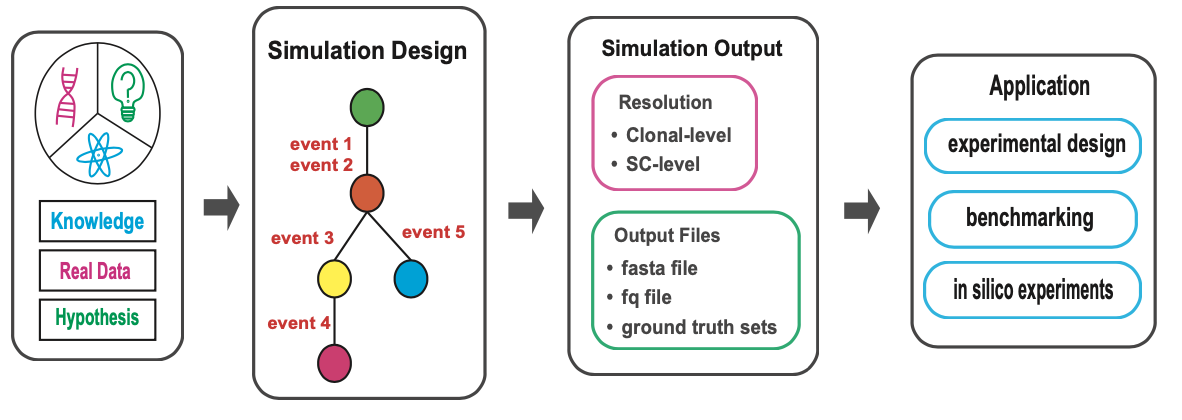 Knowledge
Real Data
Hypothesis
Simulation Design
event 1
event 2
event 3
event 5
event 4
Simulation Output
Resolution
• Clonal-level
• SC-level
Output Files
• fasta file
• fq file
• ground truth sets
Application
experimental design
benchmarking
in silico experiments